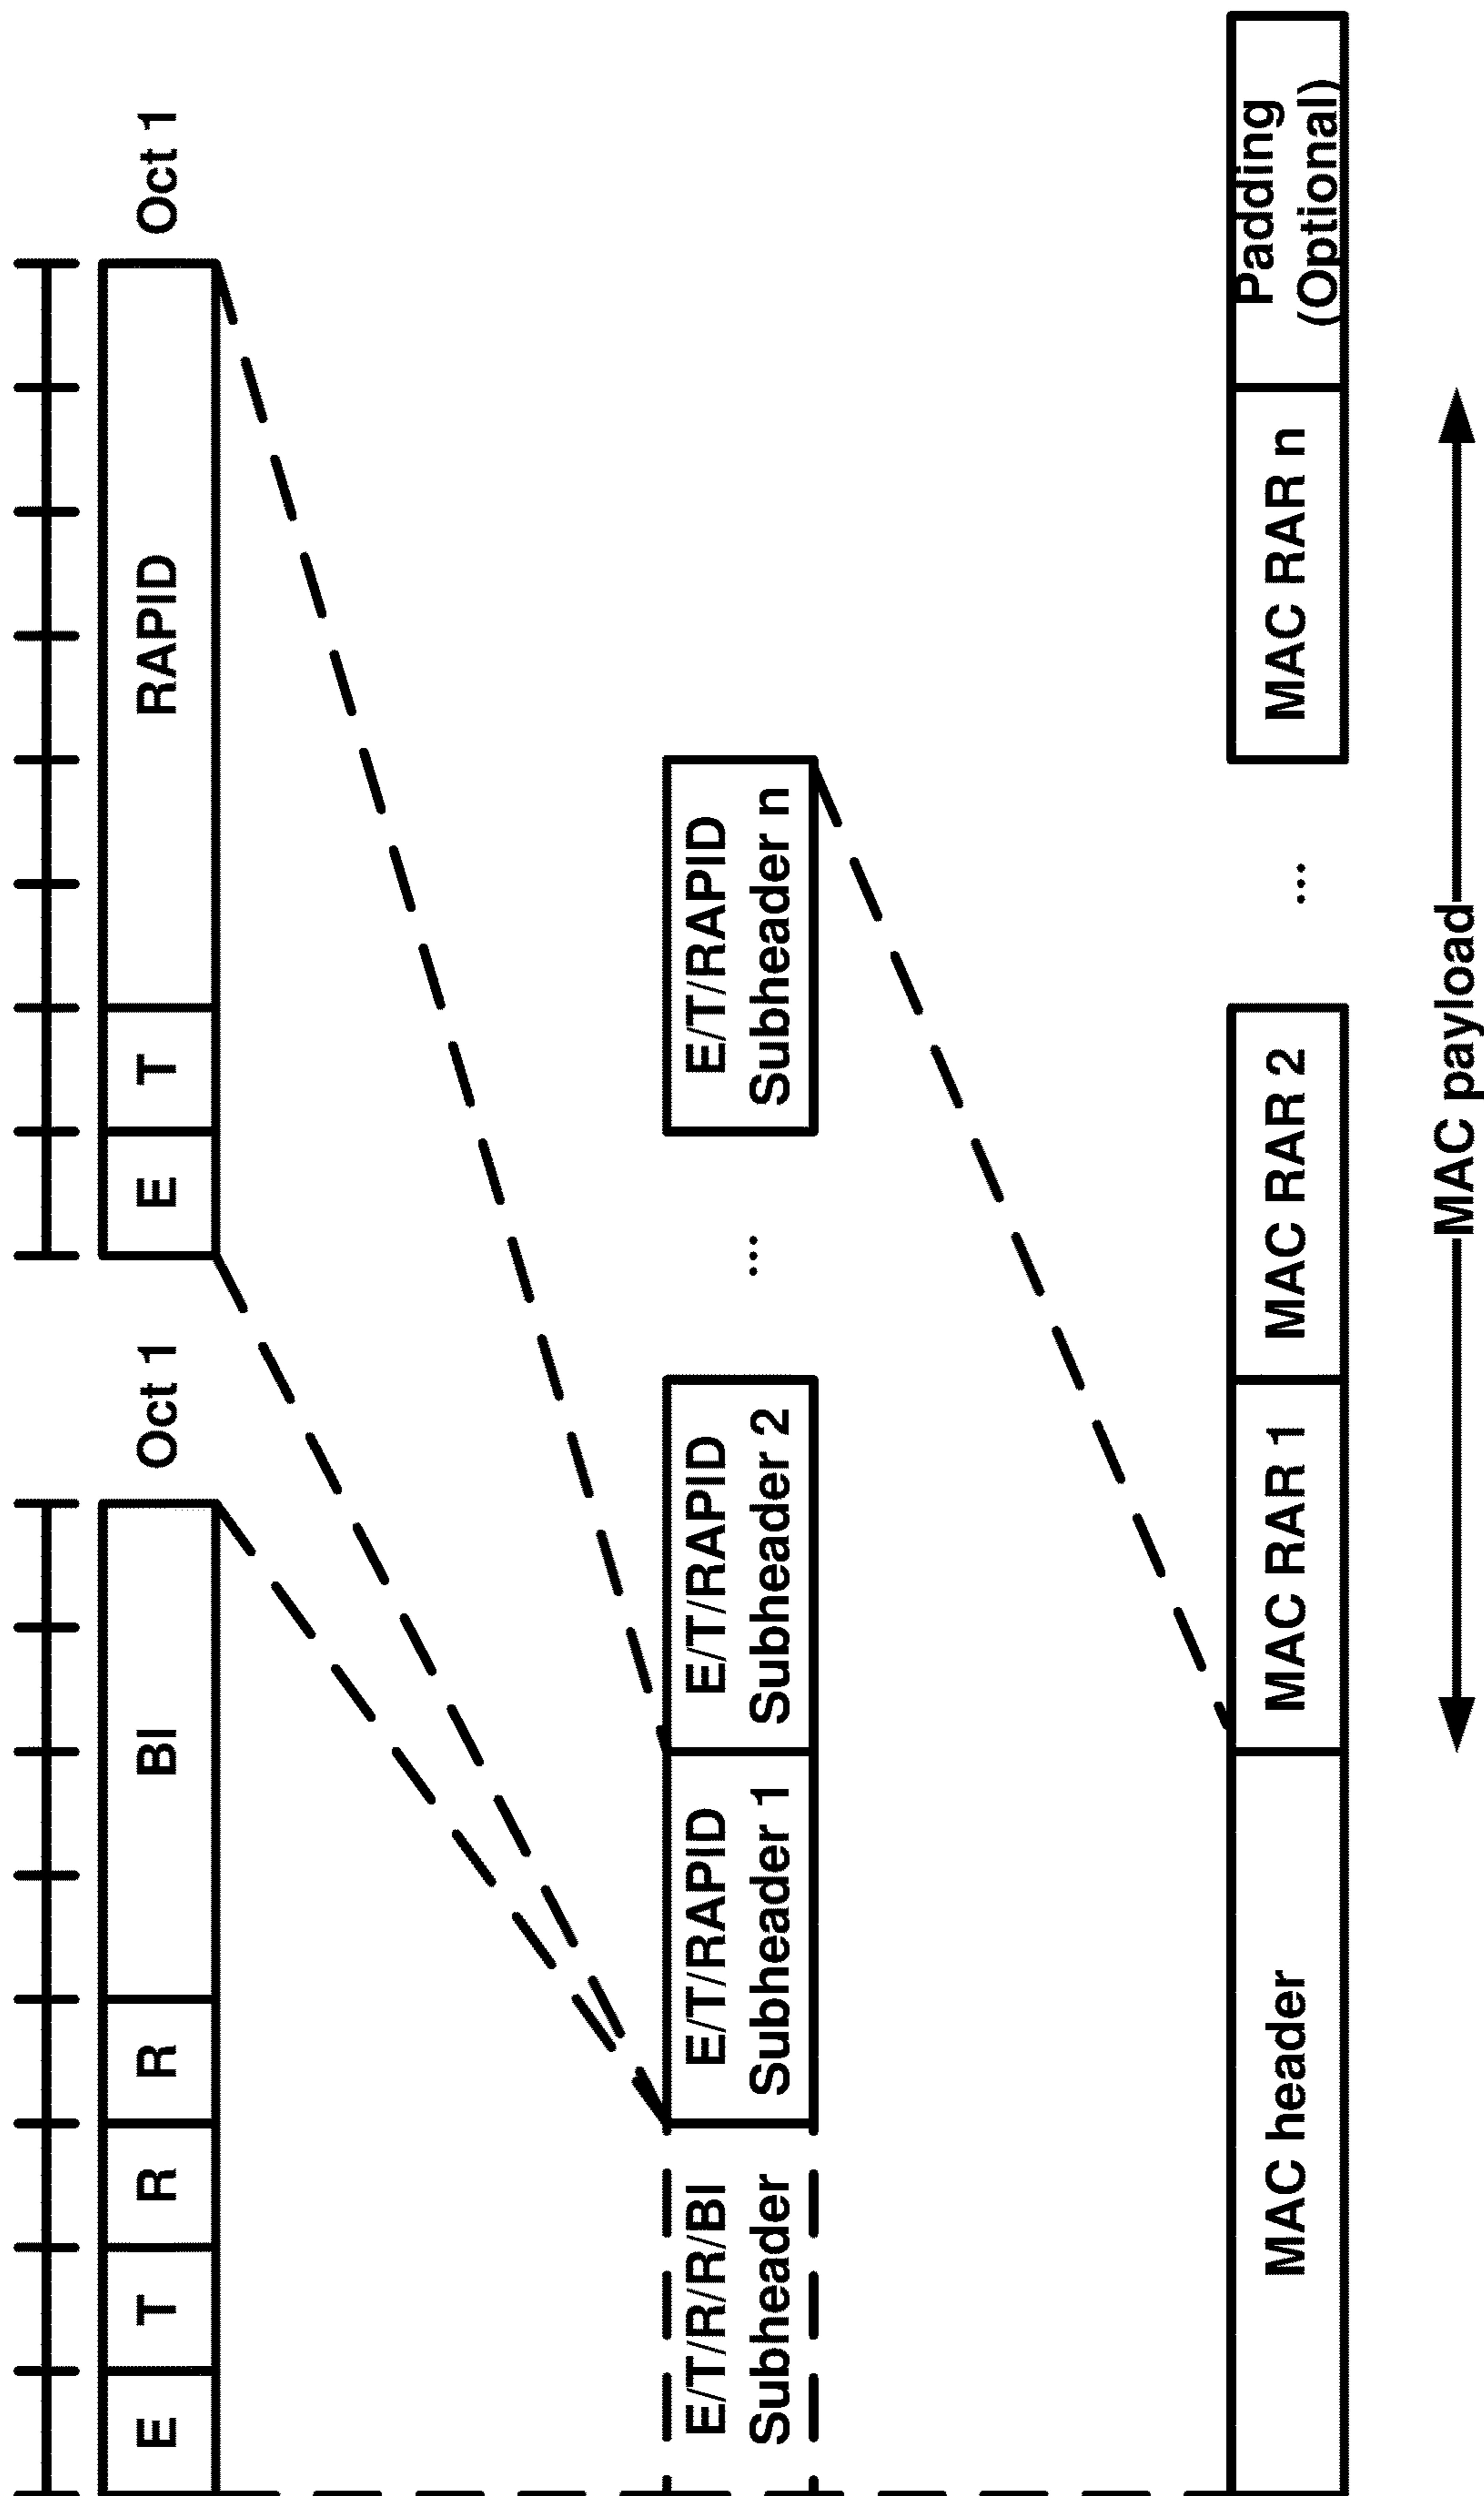 E
T
R
R
BI
Oct 1
E
T
RAPID
Oct 1
E/T/R/R/BI
Subheader
E/T/RAPID
Subheader 1
E/T/RAPID
Subheader 2
...
E/T/RAPID
Subheader n
MAC header
MAC RAR 1
MAC RAR 2
...
MAC RAR n
Padding
(Optional)
MAC payload